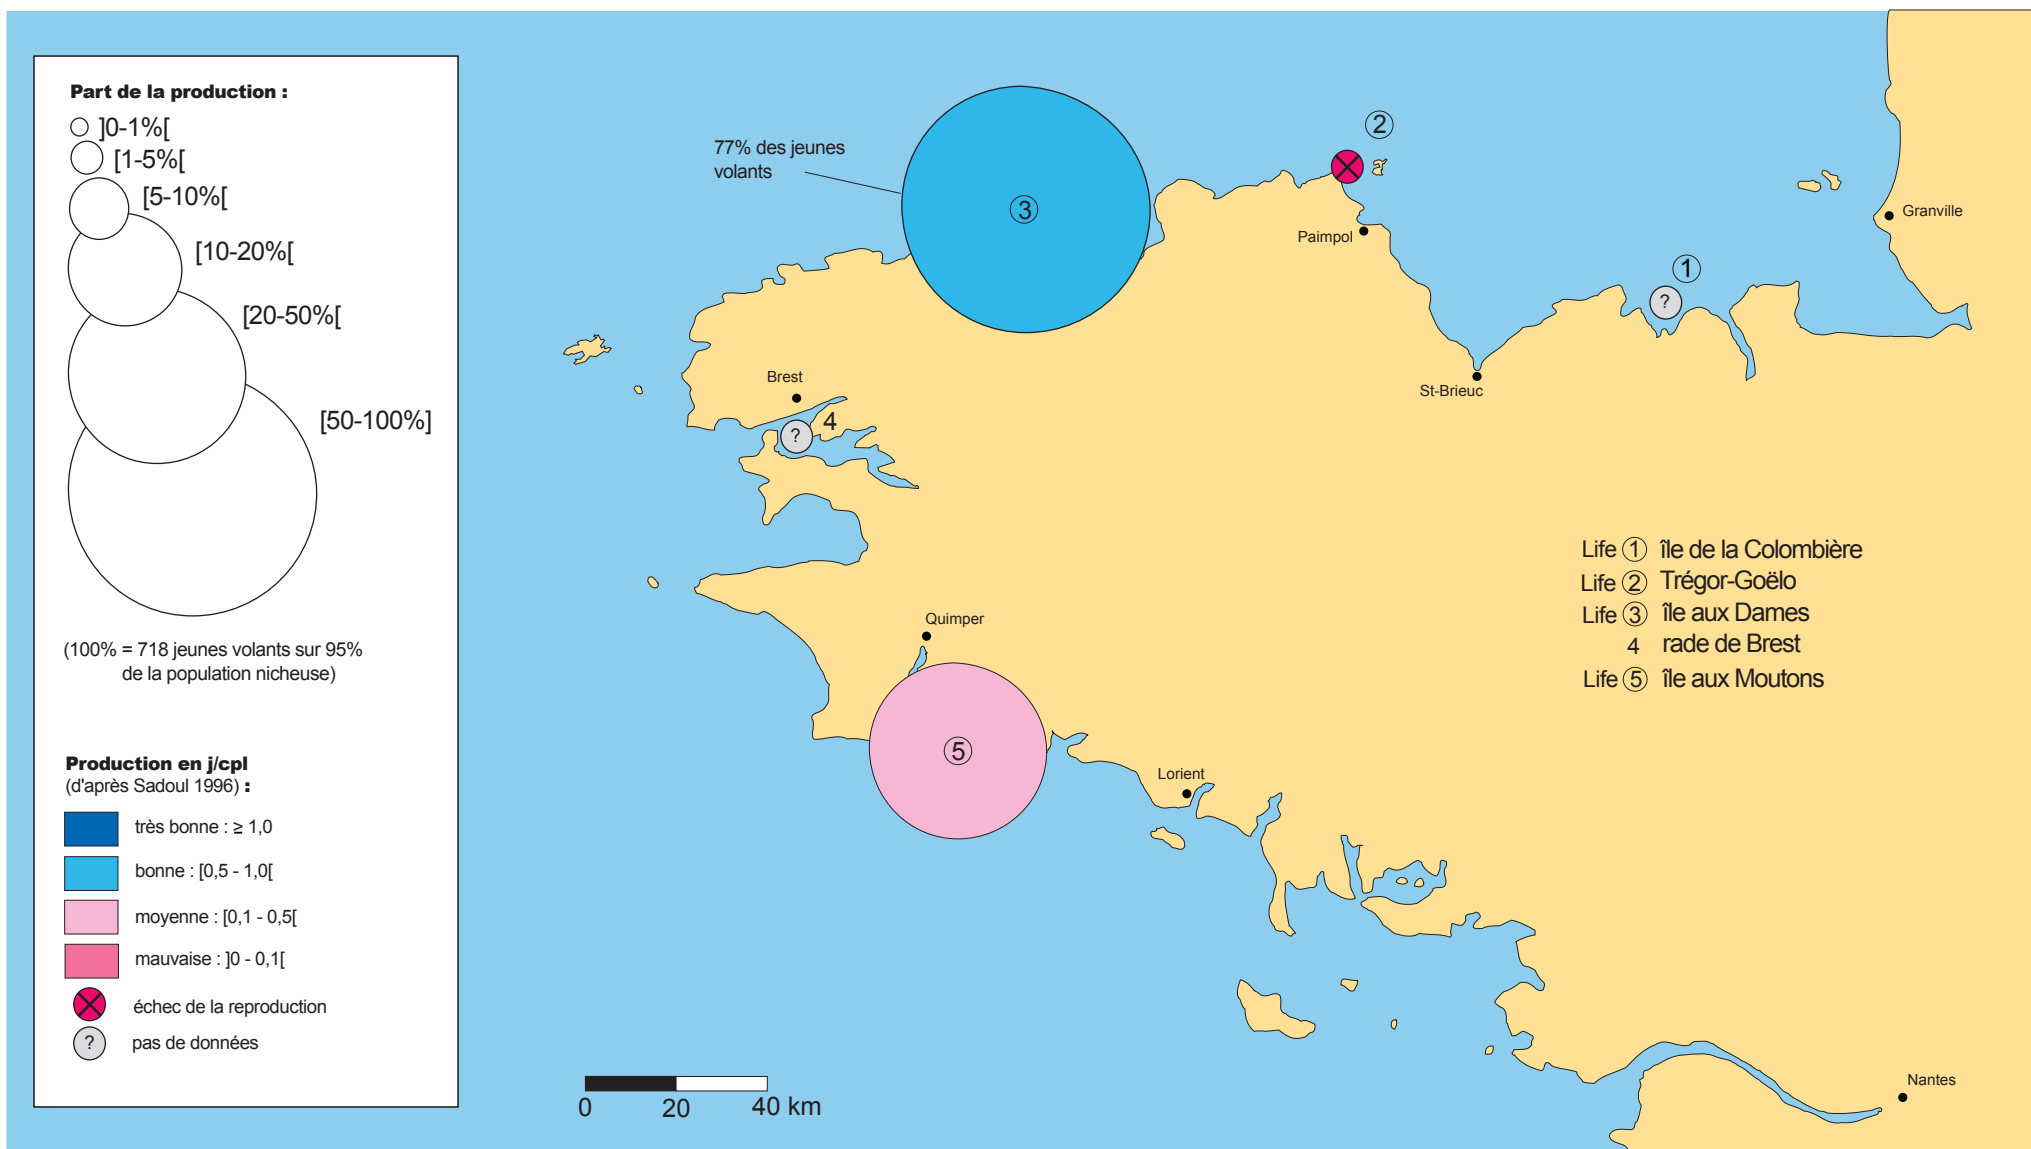 Part de la production :
]0-1%[
[1-5%[
[5-10%[
[10-20%[
[20-50%[
[50-100%]
(100% = 718 jeunes volants sur 95%
de la population nicheuse)
Production en j/cpl
(d'après Sadoul 1996) :
très bonne : ≥ 1,0
bonne : [0,5 - 1,0[
moyenne : [0,1 - 0,5[
mauvaise : ]0 - 0,1[
échec de la reproduction
? pas de données
77% des jeunes
volants
3
2
Paimpol
Granville
1
?
St-Brieuc
Brest
4
?
Quimper
5
Lorient
Nantes
Life 1 île de la Colombière
Life 2 Trégor-Goëlo
Life 3 île aux Dames
4 rade de Brest
Life 5 île aux Moutons
0 20 40 km